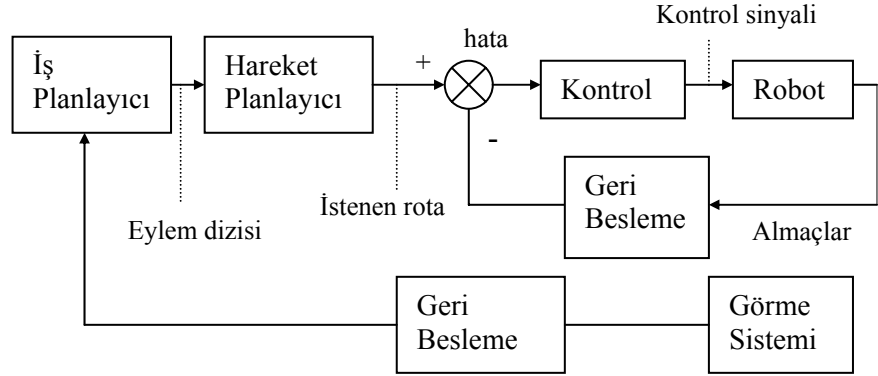 Kontrol sinyali
hata
İş
Planlayıcı
Hareket
Planlayıcı
+
Kontrol
Robot
-
Eylem dizisi
İstenen rota
Geri
Besleme
Almaçlar
Geri
Besleme
Görme
Sistemi